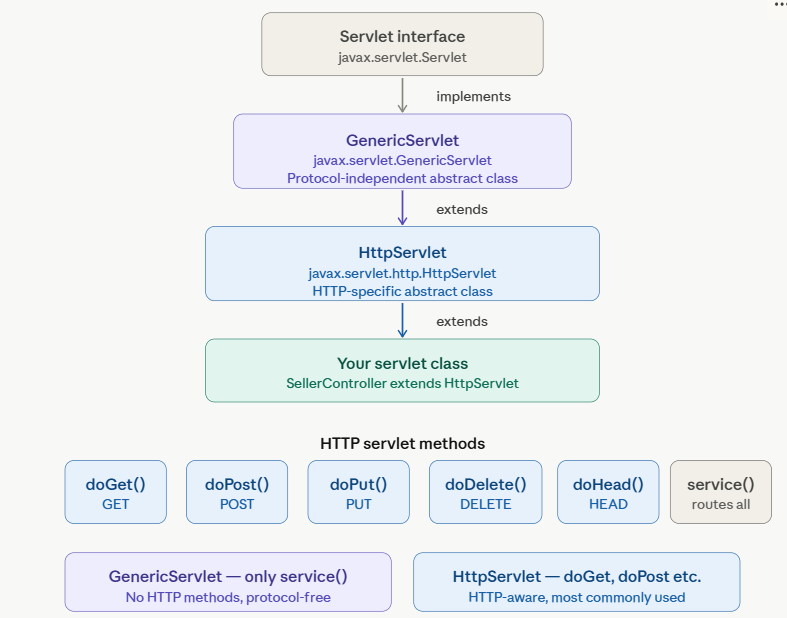 Servlet interface
javax.servlet.Servlet
implements
GenericServlet
javax.servlet.GenericServlet
Protocol-independent abstract class
extends
HttpServlet
javax.servlet.http.HttpServlet
HTTP-specific abstract class
extends
Your servlet class
SellerController extends HttpServlet
HTTP servlet methods
doGet() doPost() doPut() doDelete() doHead() service()
GET POST PUT DELETE HEAD routes all
GenericServlet — only service() HttpServlet — doGet, doPost etc.
No HTTP methods, protocol-free HTTP-aware, most commonly used